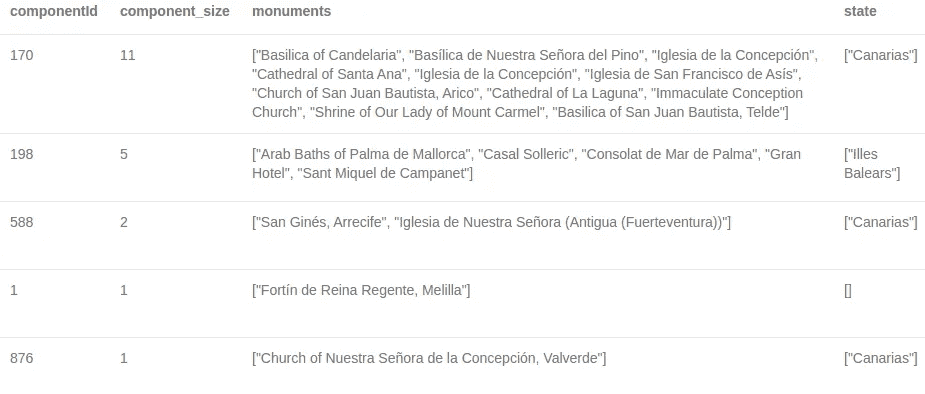 componentId component_size monuments state
170 11 ["Basilica of Candelaria", "Basílica de Nuestra Señora del Pino", "Iglesia de la Concepción", ["Canarias"]
"Cathedral of Santa Ana", "Iglesia de la Concepción", "Iglesia de San Francisco de Asís",
"Church of San Juan Bautista, Arico", "Cathedral of La Laguna", "Immaculate Conception
Church", "Shrine of Our Lady of Mount Carmel", "Basilica of San Juan Bautista, Telde"]
198 5 ["Arab Baths of Palma de Mallorca", "Casal Solleric", "Consolat de Mar de Palma", "Gran ["Illes
Hotel", "Sant Miquel de Campanet"] Balears"]
588 2 ["San Ginés, Arrecife", "Iglesia de Nuestra Señora (Antigua (Fuerteventura))"] ["Canarias"]
1 1 ["Fortín de Reina Regente, Melilla"] []
876 1 ["Church of Nuestra Señora de la Concepción, Valverde"] ["Canarias"]